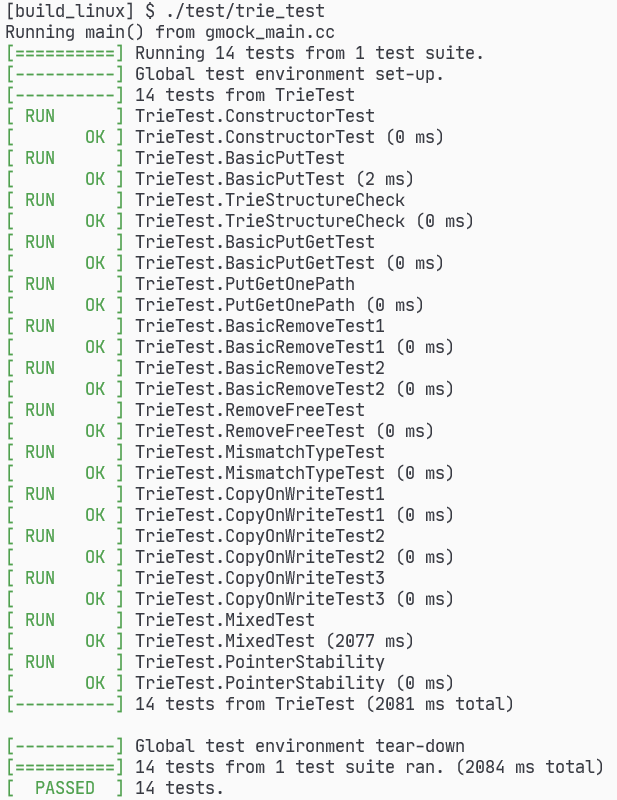 [build_linux] $ ./test/trie_test
Running main() from gmock_main.cc
[==========] Running 14 tests from 1 test suite.
[----------] Global test environment set-up.
[----------] 14 tests from TrieTest
[ RUN      ] TrieTest.ConstructorTest
[       OK ] TrieTest.ConstructorTest (0 ms)
[ RUN      ] TrieTest.BasicPutTest
[       OK ] TrieTest.BasicPutTest (2 ms)
[ RUN      ] TrieTest.TrieStructureCheck
[       OK ] TrieTest.TrieStructureCheck (0 ms)
[ RUN      ] TrieTest.BasicPutGetTest
[       OK ] TrieTest.BasicPutGetTest (0 ms)
[ RUN      ] TrieTest.PutGetOnePath
[       OK ] TrieTest.PutGetOnePath (0 ms)
[ RUN      ] TrieTest.BasicRemoveTest1
[       OK ] TrieTest.BasicRemoveTest1 (0 ms)
[ RUN      ] TrieTest.BasicRemoveTest2
[       OK ] TrieTest.BasicRemoveTest2 (0 ms)
[ RUN      ] TrieTest.RemoveFreeTest
[       OK ] TrieTest.RemoveFreeTest (0 ms)
[ RUN      ] TrieTest.MismatchTypeTest
[       OK ] TrieTest.MismatchTypeTest (0 ms)
[ RUN      ] TrieTest.CopyOnWriteTest1
[       OK ] TrieTest.CopyOnWriteTest1 (0 ms)
[ RUN      ] TrieTest.CopyOnWriteTest2
[       OK ] TrieTest.CopyOnWriteTest2 (0 ms)
[ RUN      ] TrieTest.CopyOnWriteTest3
[       OK ] TrieTest.CopyOnWriteTest3 (0 ms)
[ RUN      ] TrieTest.MixedTest
[       OK ] TrieTest.MixedTest (2077 ms)
[ RUN      ] TrieTest.PointerStability
[       OK ] TrieTest.PointerStability (0 ms)
[----------] 14 tests from TrieTest (2081 ms total)

[----------] Global test environment tear-down
[==========] 14 tests from 1 test suite ran. (2084 ms total)
[  PASSED  ] 14 tests.